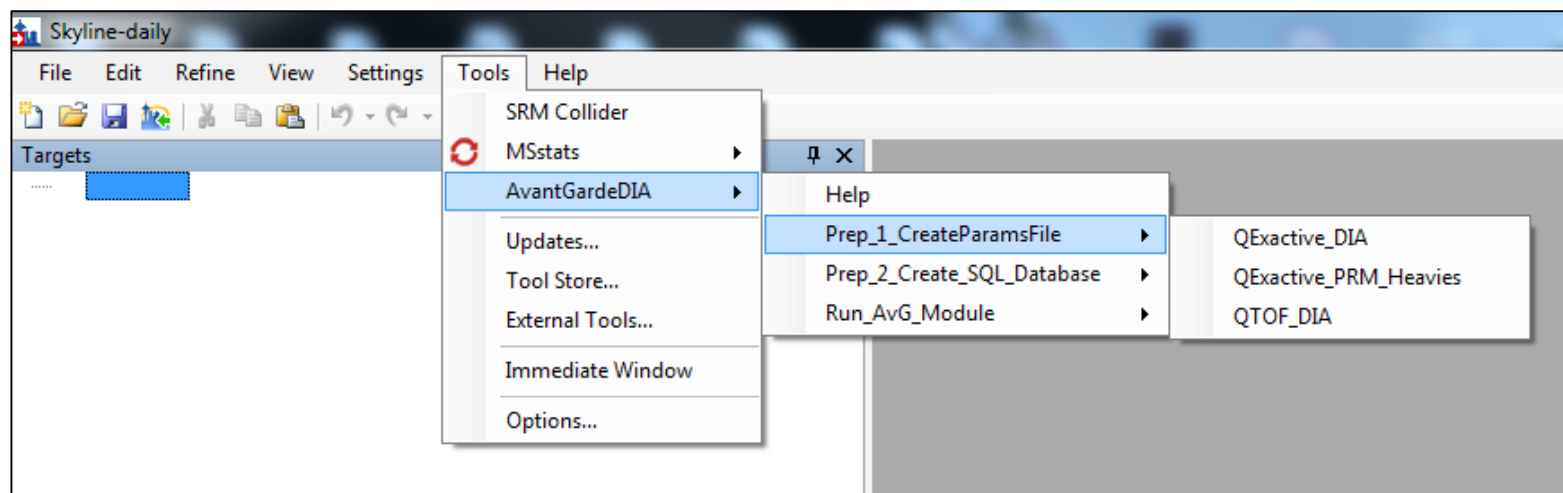 Skyline-daily
File Edit Refine View Settings Tools Help
Targets
SRM Collider
MSstats
AvantGardeDIA
Updates...
Tool Store...
External Tools...
Immediate Window
Options...
Help
Prep_1_CreateParamsFile
Prep_2_Create_SQL_Database
Run_AvG_Module
QExactive_DIA
QExactive_PRM_Heavies
QTOF_DIA